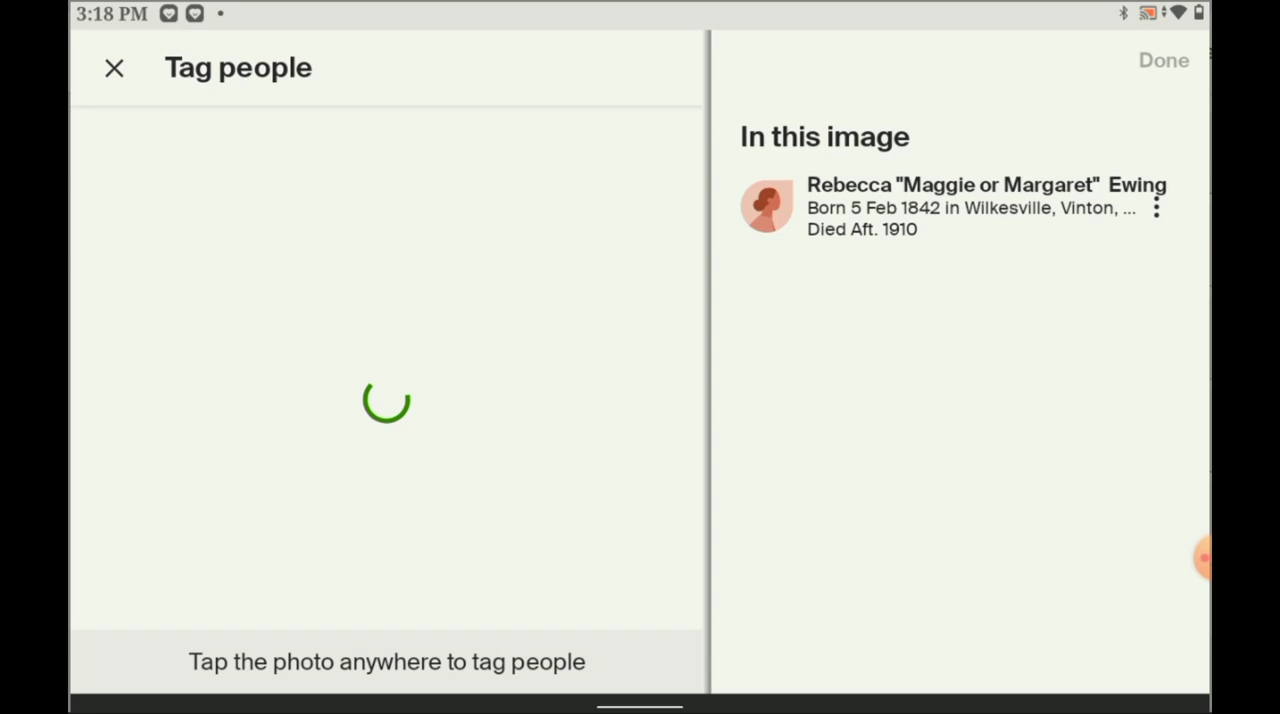 3:18 PM
Tag people
Tap the photo anywhere to tag people
Done
In this image
Rebecca "Maggie or Margaret" Ewing
Born 5 Feb 1842 in Wilkesville, Vinton, ...
Died Aft. 1910